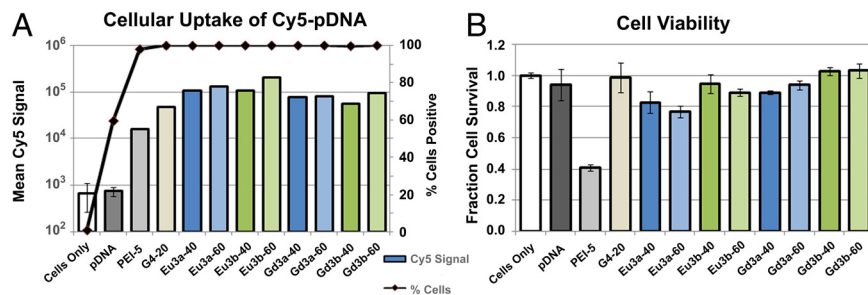 A
Cellular Uptake of Cy5-pDNA
Mean Cy5 Signal
10^6
10^5
10^4
10^3
10^2
100
80
60
40
20
0
% Cells Positive
Cells Only
pDNA
PEI-5
G4-20
Eu3a-40
Eu3a-60
Eu3b-40
Eu3b-60
Gd3a-40
Gd3a-60
Gd3b-40
Gd3b-60
Cy5 Signal
% Cells
B
Cell Viability
Fraction Cell Survival
1.2
1.0
0.8
0.6
0.4
0.2
0.0
Cells Only
pDNA
PEI-5
G4-20
Eu3a-40
Eu3a-60
Eu3b-40
Eu3b-60
Gd3a-40
Gd3a-60
Gd3b-40
Gd3b-60